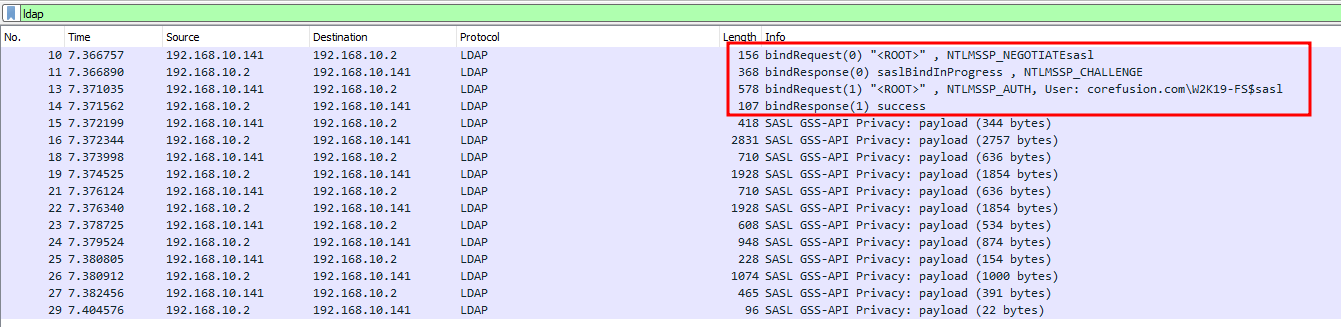 ldap
No. Time Source Destination Protocol Length Info
10 7.366757 192.168.10.141 192.168.10.2 LDAP 156 bindRequest(0) "<ROOT>" , NTLMSSP_NEGOTIATEsasl
11 7.366890 192.168.10.2 192.168.10.141 LDAP 368 bindResponse(0) saslBindInProgress , NTLMSSP_CHALLENGE
13 7.371035 192.168.10.141 192.168.10.2 LDAP 578 bindRequest(1) "<ROOT>" , NTLMSSP_AUTH, User: corefusion.com\W2K19-FS$sasl
14 7.371562 192.168.10.2 192.168.10.141 LDAP 107 bindResponse(1) success
15 7.372199 192.168.10.141 192.168.10.2 LDAP 418 SASL GSS-API Privacy: payload (344 bytes)
16 7.372344 192.168.10.2 192.168.10.141 LDAP 2831 SASL GSS-API Privacy: payload (2757 bytes)
18 7.373998 192.168.10.141 192.168.10.2 LDAP 710 SASL GSS-API Privacy: payload (636 bytes)
19 7.374525 192.168.10.2 192.168.10.141 LDAP 1928 SASL GSS-API Privacy: payload (1854 bytes)
21 7.376124 192.168.10.141 192.168.10.2 LDAP 710 SASL GSS-API Privacy: payload (636 bytes)
22 7.376340 192.168.10.2 192.168.10.141 LDAP 1928 SASL GSS-API Privacy: payload (1854 bytes)
23 7.378725 192.168.10.141 192.168.10.2 LDAP 608 SASL GSS-API Privacy: payload (534 bytes)
24 7.379524 192.168.10.2 192.168.10.141 LDAP 948 SASL GSS-API Privacy: payload (874 bytes)
25 7.380805 192.168.10.141 192.168.10.2 LDAP 228 SASL GSS-API Privacy: payload (154 bytes)
26 7.380912 192.168.10.2 192.168.10.141 LDAP 1074 SASL GSS-API Privacy: payload (1000 bytes)
27 7.382456 192.168.10.141 192.168.10.2 LDAP 465 SASL GSS-API Privacy: payload (391 bytes)
29 7.404576 192.168.10.2 192.168.10.141 LDAP 96 SASL GSS-API Privacy: payload (22 bytes)